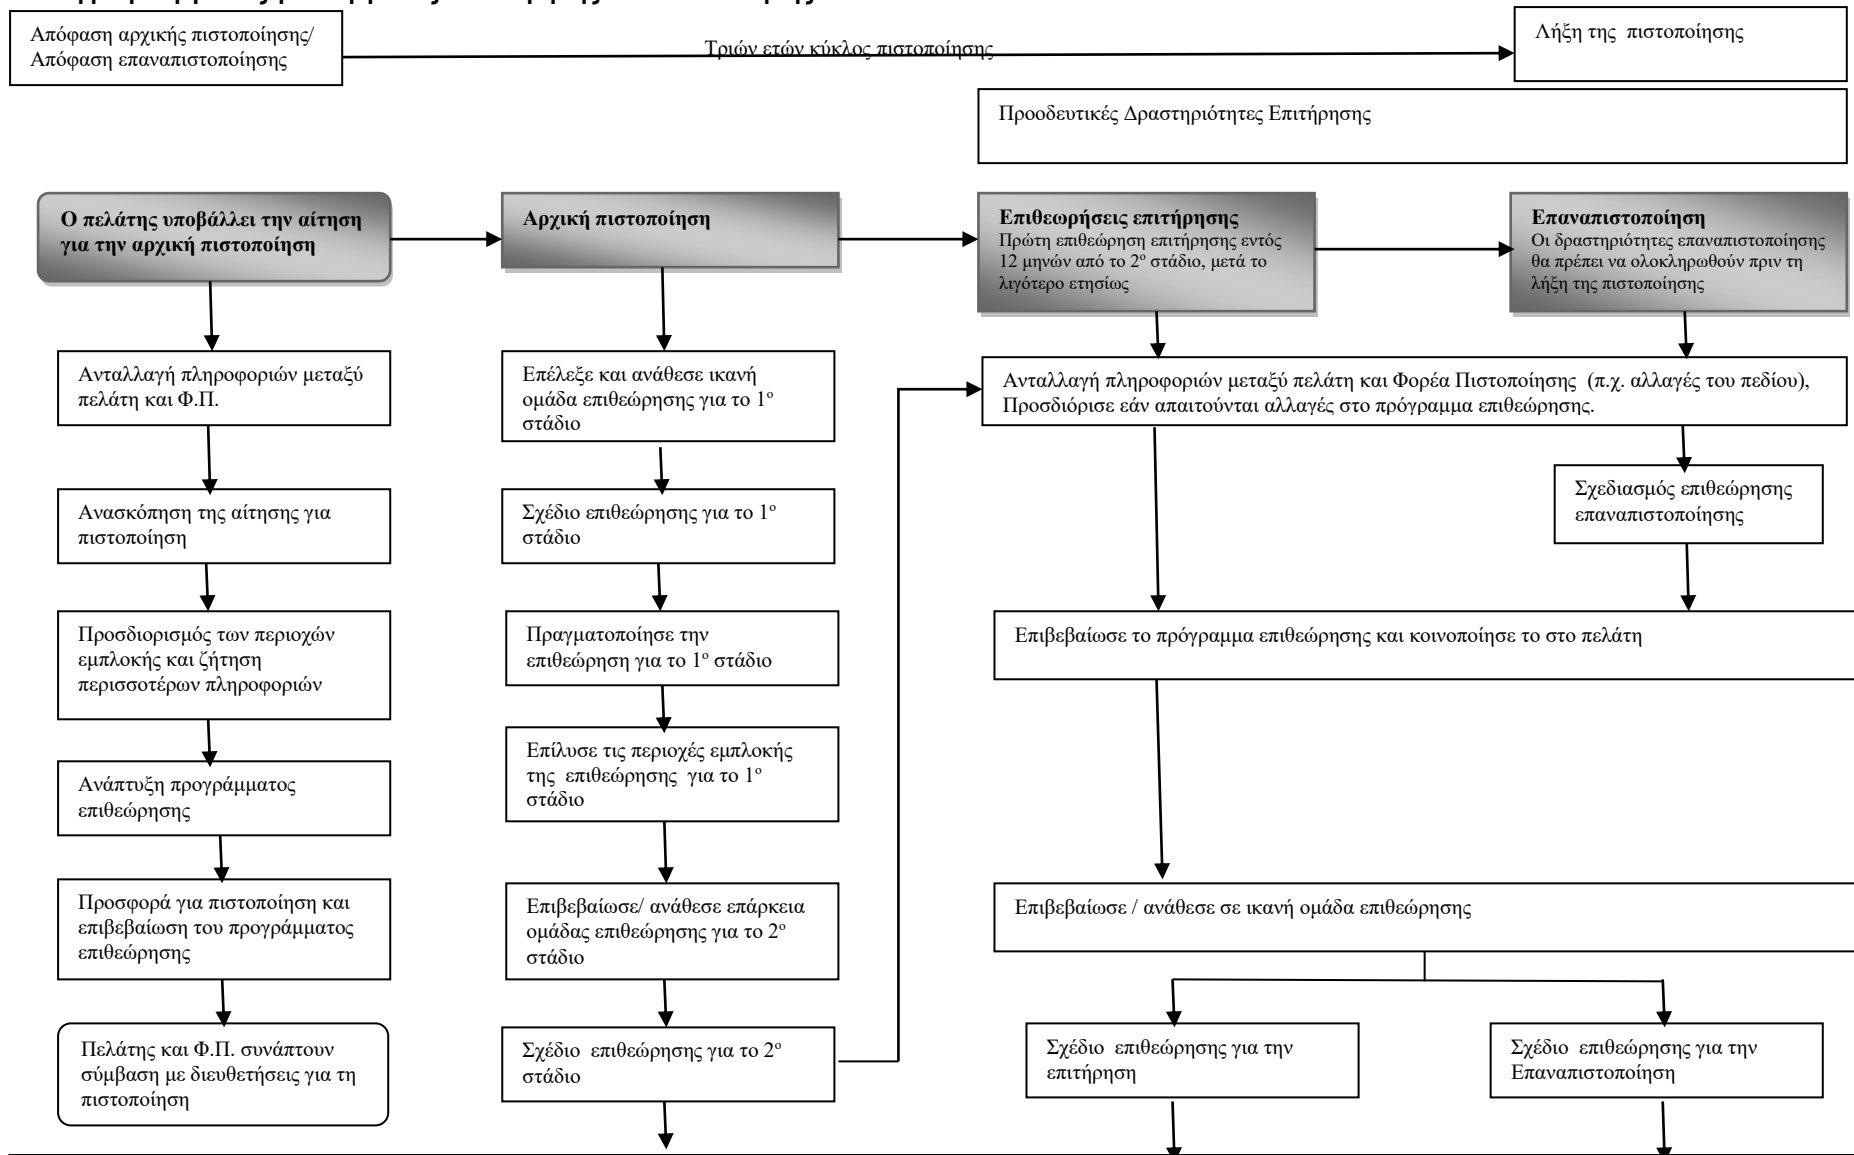 Απόφαση αρχικής πιστοποίησης/
Απόφαση επαναπιστοποίησης
Τριών ετών κύκλος πιστοποίησης
Λήξη της πιστοποίησης
Προοδευτικές Δραστηριότητες Επιτήρησης
Ο πελάτης υποβάλλει την αίτηση
για την αρχική πιστοποίηση
Αρχική πιστοποίηση
Επιθεωρήσεις επιτήρησης
Πρώτη επιθεώρηση επιτήρησης εντός
12 μηνών από το 2º στάδιο, μετά το
λιγότερο ετησίως
Επαναπιστοποίηση
Οι δραστηριότητες επαναπιστοποίησης
θα πρέπει να ολοκληρωθούν πριν τη
λήξη της πιστοποίησης
Ανταλλαγή πληροφοριών μεταξύ
πελάτη και Φ.Π.
Ανασκόπηση της αίτησης για
πιστοποίηση
Προσδιορισμός των περιοχών
εμπλοκής και ζήτηση
περισσοτέρων πληροφοριών
Ανάπτυξη προγράμματος
επιθεώρησης
Προσφορά για πιστοποίηση και
επιβεβαίωση του προγράμματος
επιθεώρησης
Πελάτης και Φ.Π. συνάπτουν
σύμβαση με διευθετήσεις για τη
πιστοποίηση
Επέλεξε και ανάθεσε ικανή
ομάδα επιθεώρησης για το 1º
στάδιο
Σχέδιο επιθεώρησης για το 1º
στάδιο
Πραγματοποίησε την
επιθεώρηση για το 1º στάδιο
Επίλυσε τις περιοχές εμπλοκής
της επιθεώρησης για το 1º
στάδιο
Επιβεβαίωσε/ ανάθεσε επάρκεια
ομάδας επιθεώρησης για το 2º
στάδιο
Σχέδιο επιθεώρησης για το 2º
στάδιο
Ανταλλαγή πληροφοριών μεταξύ πελάτη και Φορέα Πιστοποίησης (π.χ. αλλαγές του πεδίου),
Προσδιόρισε εάν απαιτούνται αλλαγές στο πρόγραμμα επιθεώρησης.
Σχεδιασμός επιθεώρησης
επαναπιστοποίησης
Επιβεβαίωσε το πρόγραμμα επιθεώρησης και κοινοποίησε το στο πελάτη
Επιβεβαίωσε / ανάθεσε σε ικανή ομάδα επιθεώρησης
Σχέδιο επιθεώρησης για την
επιτήρηση
Σχέδιο επιθεώρησης για την
Επαναπιστοποίηση